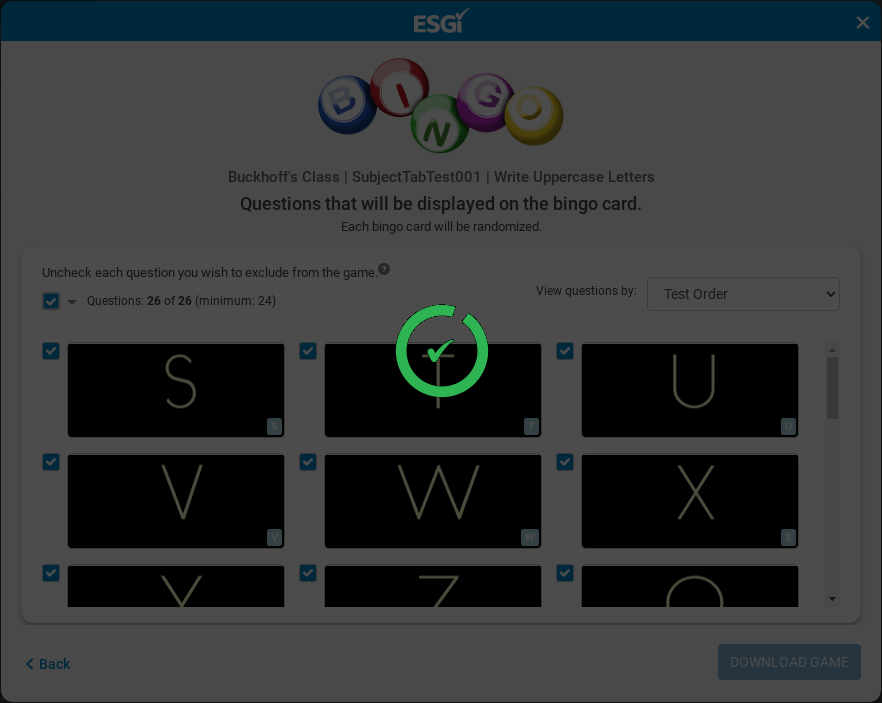 ESGi
B I N G O
Buckhoff's Class | SubjectTabTest001 | Write Uppercase Letters
Questions that will be displayed on the bingo card.
Each bingo card will be randomized.
Uncheck each question you wish to exclude from the game. ?
Questions: 26 of 26 (minimum: 24)
View questions by: Test Order
S T U
S T U
V W X
V W X
Y Z
Back
DOWNLOAD GAME